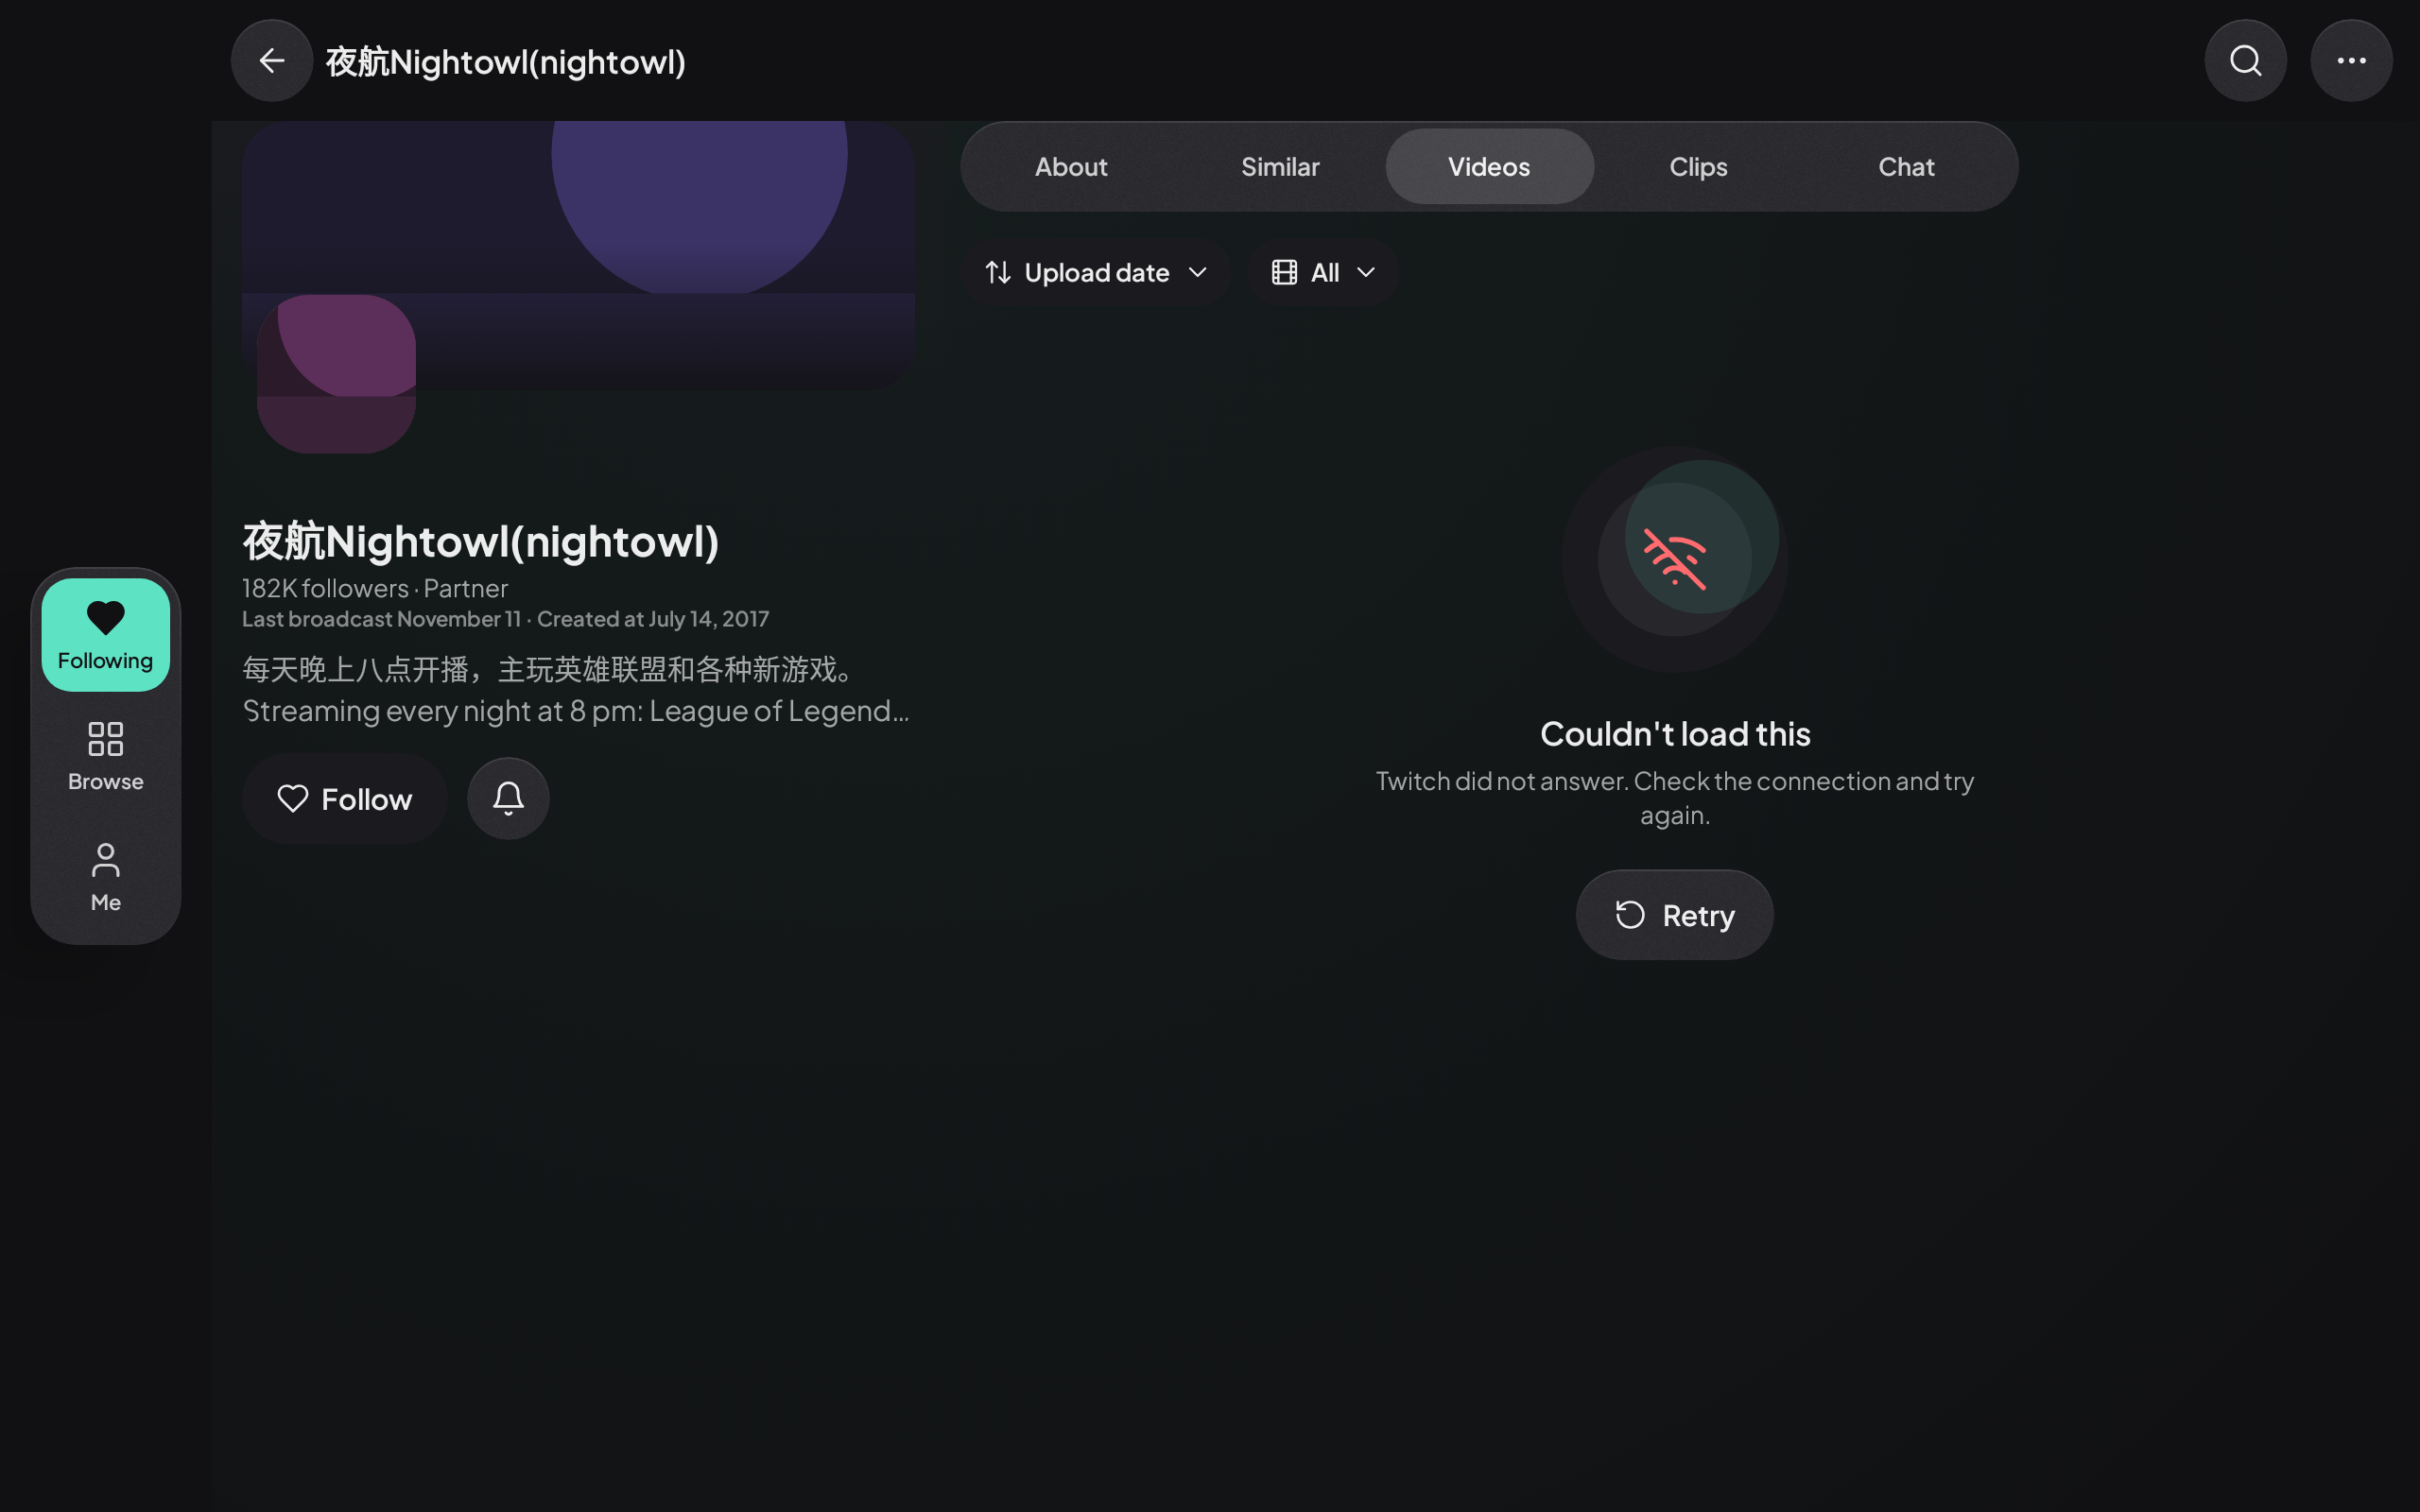 夜航Nightowl(nightowl)
About
Similar
Videos
Clips
Chat
Upload date
All
夜航Nightowl(nightowl)
182K followers · Partner
Last broadcast November 11 · Created at July 14, 2017
每天晚上八点开播，主玩英雄联盟和各种新游戏。
Streaming every night at 8 pm: League of Legend...
Follow
Following
Browse
Me
Couldn't load this
Twitch did not answer. Check the connection and try
again.
Retry